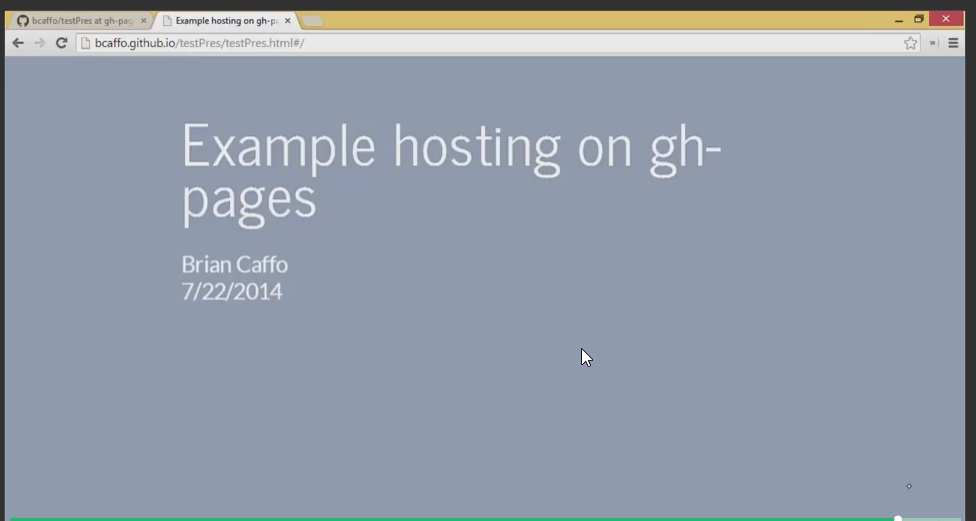 bcaffo/testPres at gh-pag
Example hosting on gh-pa
bcaffo.github.io/testPres/testPres.html#/
Example hosting on gh-
pages
Brian Caffo
7/22/2014